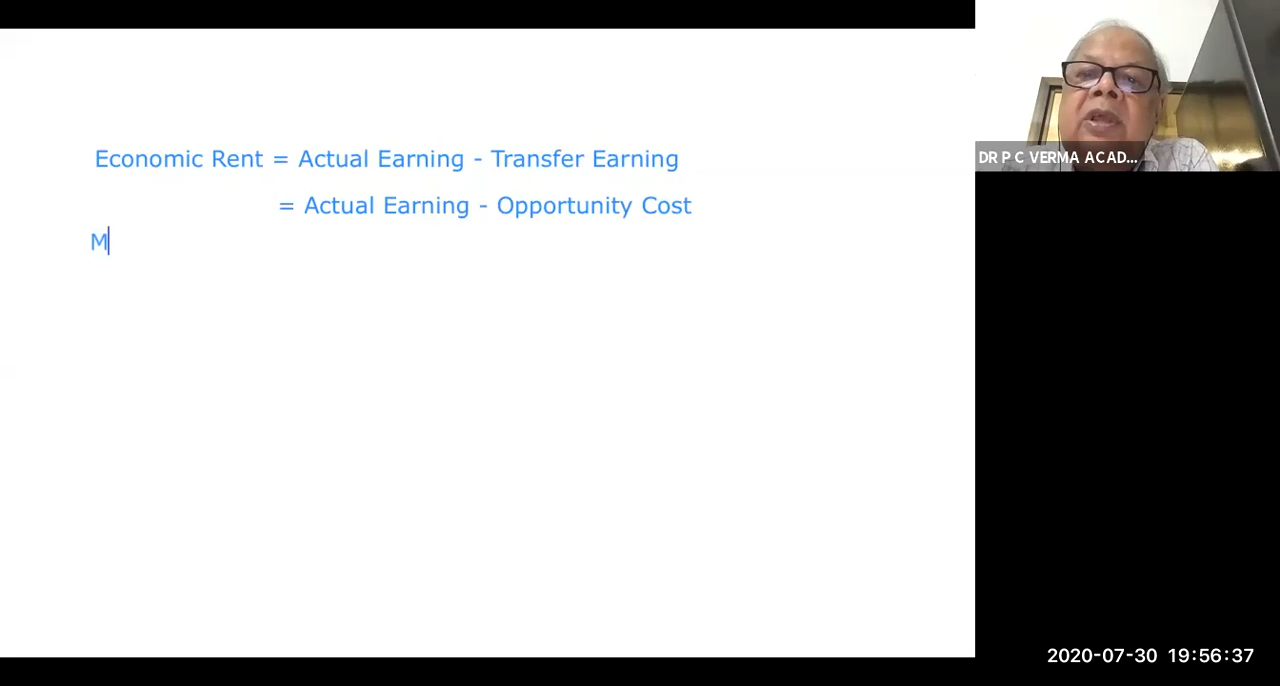 Economic Rent = Actual Earning - Transfer Earning
= Actual Earning - Opportunity Cost
M
DR P C VERMA ACAD...
2020-07-30 19:56:37